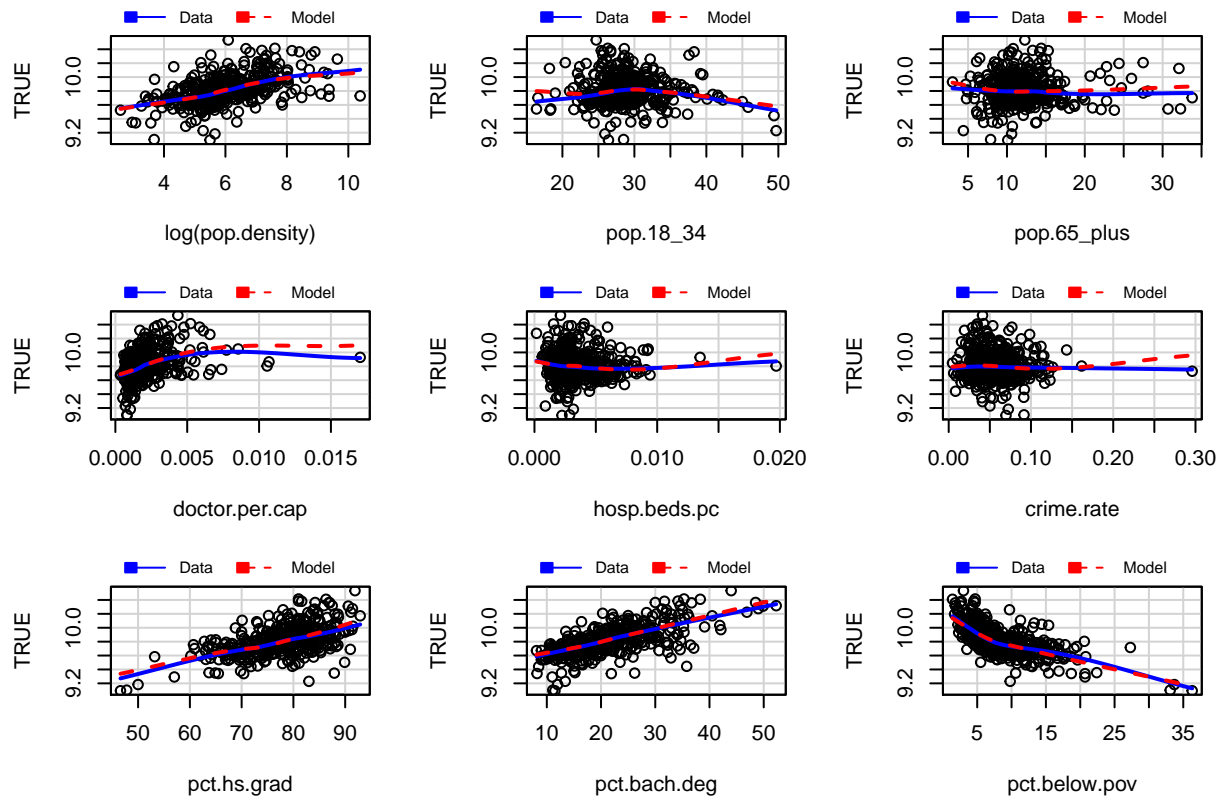 Data Model Data Model Data Model
TRUE 9.2 10.0 TRUE 9.2 10.0 TRUE 9.2 10.0
4 6 8 10 20 30 40 50 5 10 20 30
log(pop.density) pop.18_34 pop.65_plus
Data Model Data Model Data Model
TRUE 9.2 10.0 TRUE 9.2 10.0 TRUE 9.2 10.0
0.000 0.005 0.010 0.015 0.000 0.010 0.020 0.00 0.10 0.20 0.30
doctor.per.cap hosp.beds.pc crime.rate
Data Model Data Model Data Model
TRUE 9.2 10.0 TRUE 9.2 10.0 TRUE 9.2 10.0
50 60 70 80 90 10 20 30 40 50 5 15 25 35
pct.hs.grad pct.bach.deg pct.below.pov